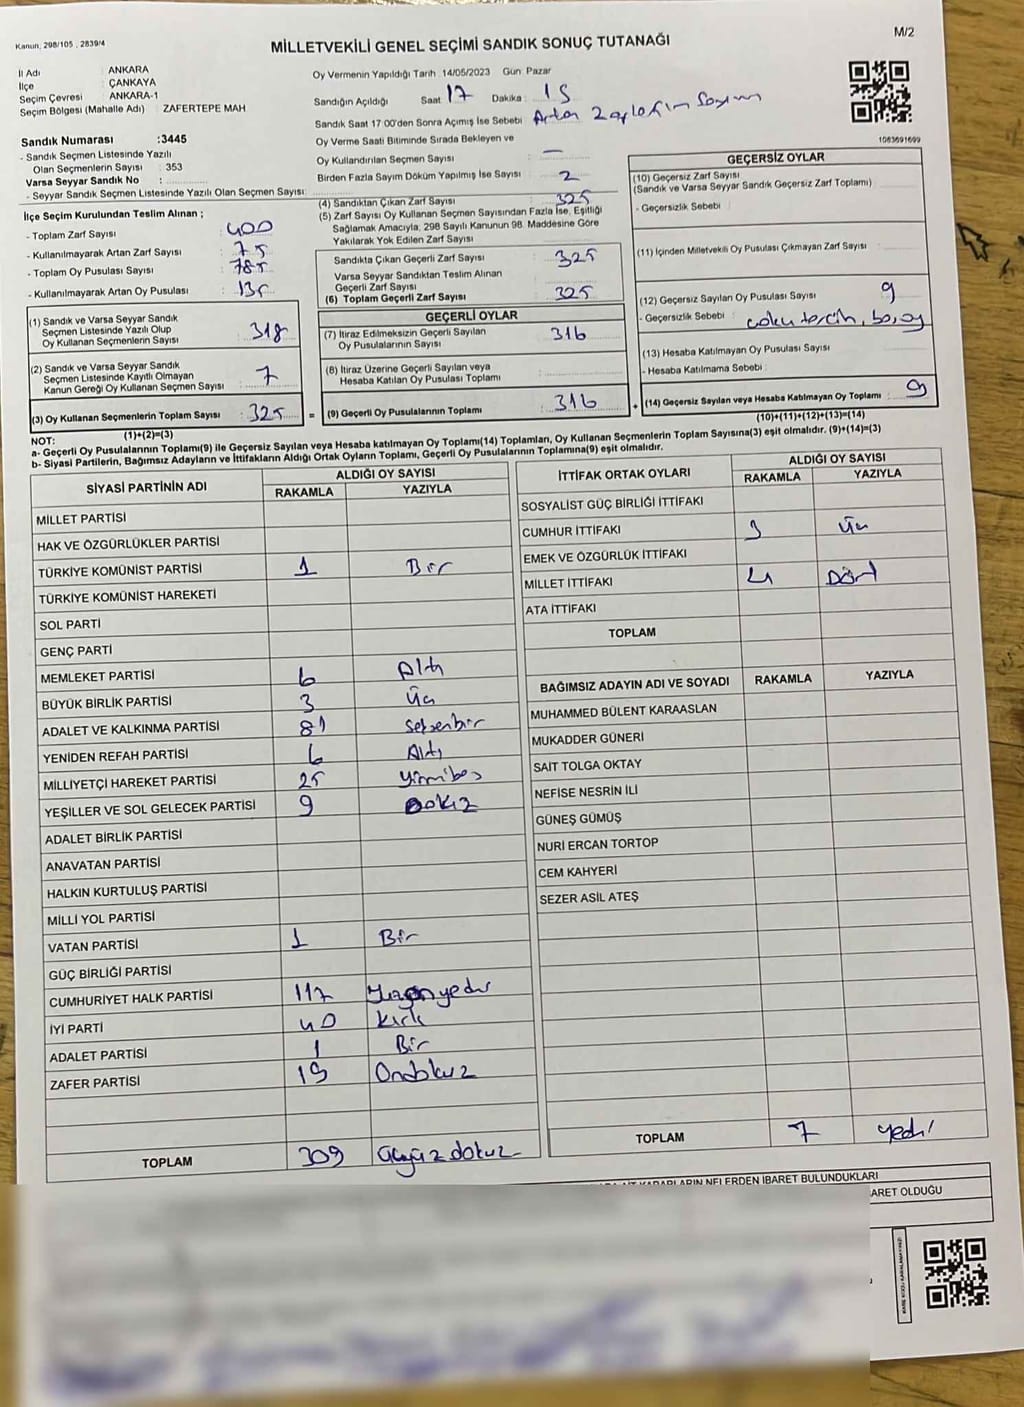 Kanun, 298/105 , 2839/4
M/2
MİLLETVEKİLİ GENEL SEÇİMİ SANDIK SONUÇ TUTANAĞI
İl Adı : ANKARA
İlçe : ÇANKAYA
Seçim Çevresi : ANKARA-1
Seçim Bölgesi (Mahalle Adı) : ZAFERTEPE MAH
Sandık Numarası :3445
- Sandık Seçmen Listesinde Yazılı
Olan Seçmenlerin Sayısı : 353
Varsa Seyyar Sandık No :
- Seyyar Sandık Seçmen Listesinde Yazılı Olan Seçmen Sayısı:
Oy Vermenin Yapıldığı Tarih :14/05/2023 Gün: Pazar
Sandığın Açıldığı Saat 17 Dakika : 15
Sandık Saat 17:00'den Sonra Açımış İse Sebebi : Artan Zarfların Sayım
Oy Verme Saati Bitiminde Sırada Bekleyen ve
Oy Kullandırılan Seçmen Sayısı : —
Birden Fazla Sayım Döküm Yapılmış İse Sayısı : 2
1083691699
İlçe Seçim Kurulundan Teslim Alınan ;
- Toplam Zarf Sayısı : 400
- Kullanılmayarak Artan Zarf Sayısı : 75
- Toplam Oy Pusulası Sayısı : 785
- Kullanılmayarak Artan Oy Pusulası : 135
(4) Sandıktan Çıkan Zarf Sayısı : 325
(5) Zarf Sayısı Oy Kullanan Seçmen Sayısından Fazla İse, Eşitliği
Sağlamak Amacıyla, 298 Sayılı Kanunun 98. Maddesine Göre
Yakılarak Yok Edilen Zarf Sayısı
Sandıkta Çıkan Geçerli Zarf Sayısı : 325
Varsa Seyyar Sandıktan Teslim Alınan
Geçerli Zarf Sayısı
(6) Toplam Geçerli Zarf Sayısı : 325
GEÇERSİZ OYLAR
(10) Geçersiz Zarf Sayısı
(Sandık ve Varsa Seyyar Sandık Geçersiz Zarf Toplamı)
- Geçersizlik Sebebi :
(11) İçinden Milletvekili Oy Pusulası Çıkmayan Zarf Sayısı
(12) Geçersiz Sayılan Oy Pusulası Sayısı 9
- Geçersizlik Sebebi : çoklu tercih, boş oy
(13) Hesaba Katılmayan Oy Pusulası Sayısı
- Hesaba Katılmama Sebebi :
(14) Geçersiz Sayılan veya Hesaba Katılmayan Oy Toplamı : 9
(10)+(11)+(12)+(13)=(14)
(1) Sandık ve Varsa Seyyar Sandık
Seçmen Listesinde Yazılı Olup
Oy Kullanan Seçmenlerin Sayısı : 318
(2) Sandık ve Varsa Seyyar Sandık
Seçmen Listesinde Kayıtlı Olmayan
Kanun Gereği Oy Kullanan Seçmen Sayısı : 7
(3) Oy Kullanan Seçmenlerin Toplam Sayısı : 325
(1)+(2)=(3)
GEÇERLİ OYLAR
(7) İtiraz Edilmeksizin Geçerli Sayılan
Oy Pusulalarının Sayısı : 316
(8) İtiraz Üzerine Geçerli Sayılan veya
Hesaba Katılan Oy Pusulası Toplamı
= (9) Geçerli Oy Pusulalarının Toplamı : 316 +
NOT:
a- Geçerli Oy Pusulalarının Toplamı(9) ile Geçersiz Sayılan veya Hesaba katılmayan Oy Toplamı(14) Toplamları, Oy Kullanan Seçmenlerin Toplam Sayısına(3) eşit olmalıdır. (9)+(14)=(3)
b- Siyasi Partilerin, Bağımsız Adayların ve İttifakların Aldığı Ortak Oyların Toplamı, Geçerli Oy Pusulalarının Toplamına(9) eşit olmalıdır.
SİYASİ PARTİNİN ADI ALDIĞI OY SAYISI
RAKAMLA YAZIYLA
MİLLET PARTİSİ
HAK VE ÖZGÜRLÜKLER PARTİSİ
TÜRKİYE KOMÜNİST PARTİSİ 1 Bir
TÜRKİYE KOMÜNİST HAREKETİ
SOL PARTİ
GENÇ PARTİ
MEMLEKET PARTİSİ 6 Altı
BÜYÜK BİRLİK PARTİSİ 3 Üç
ADALET VE KALKINMA PARTİSİ 81 Seksenbir
YENİDEN REFAH PARTİSİ 6 Altı
MİLLİYETÇİ HAREKET PARTİSİ 25 Yirmibeş
YEŞİLLER VE SOL GELECEK PARTİSİ 9 Dokuz
ADALET BİRLİK PARTİSİ
ANAVATAN PARTİSİ
HALKIN KURTULUŞ PARTİSİ
MİLLİ YOL PARTİSİ
VATAN PARTİSİ 1 Bir
GÜÇ BİRLİĞİ PARTİSİ
CUMHURİYET HALK PARTİSİ 117 Yüzonyedi
İYİ PARTİ 40 Kırk
ADALET PARTİSİ 1 Bir
ZAFER PARTİSİ 19 Ondokuz
TOPLAM 309 üçyüzdokuz
İTTİFAK ORTAK OYLARI ALDIĞI OY SAYISI
RAKAMLA YAZIYLA
SOSYALİST GÜÇ BİRLİĞİ İTTİFAKI
CUMHUR İTTİFAKI 3 Üç
EMEK VE ÖZGÜRLÜK İTTİFAKI
MİLLET İTTİFAKI 4 Dört
ATA İTTİFAKI
TOPLAM
BAĞIMSIZ ADAYIN ADI VE SOYADI RAKAMLA YAZIYLA
MUHAMMED BÜLENT KARAASLAN
MUKADDER GÜNERİ
SAİT TOLGA OKTAY
NEFİSE NESRİN İLİ
GÜNEŞ GÜMÜŞ
NURİ ERCAN TORTOP
CEM KAHYERİ
SEZER ASİL ATEŞ
TOPLAM 7 yedi
NELERDEN İBARET BULUNDUKLARI
OLDUĞU